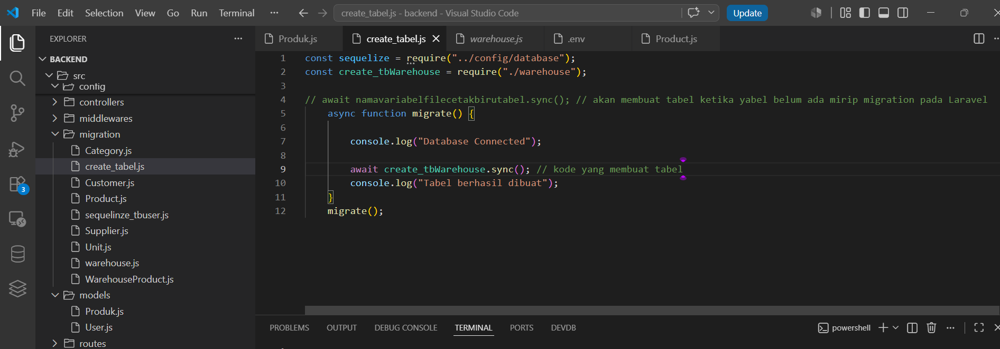 File Edit Selection View Go Run Terminal ··· create_tabel.js - backend - Visual Studio Code Update
EXPLORER ···
BACKEND
src
config
controllers
middlewares
migration
Category.js
create_tabel.js
Customer.js
Product.js
sequelinze_tbuser.js
Supplier.js
Unit.js
warehouse.js
WarehouseProduct.js
models
Produk.js
User.js
routes
3
Produk.js create_tabel.js warehouse.js .env Product.js
1 const sequelize = require("../config/database");
2 const create_tbWarehouse = require("./warehouse");
3
4 // await namavariabelfilecetakbirutabel.sync(); // akan membuat tabel ketika yabel belum ada mirip migration pada Laravel
5 async function migrate() {
6
7 console.log("Database Connected");
8
9 await create_tbWarehouse.sync(); // kode yang membuat tabel
10 console.log("Tabel berhasil dibuat");
11 }
12 migrate();
PROBLEMS OUTPUT DEBUG CONSOLE TERMINAL PORTS DEVDB powershell